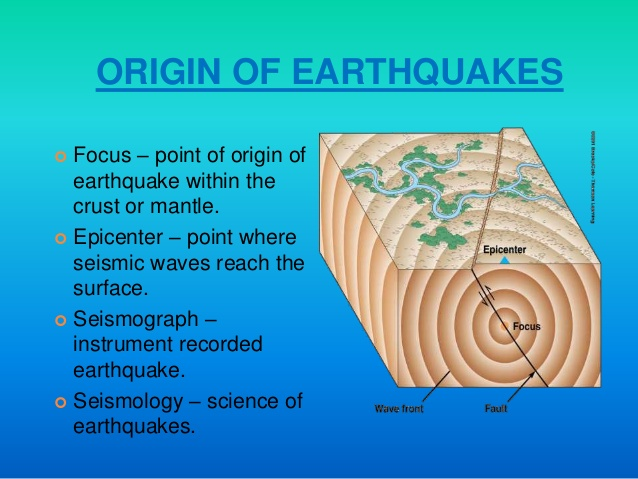 ORIGIN OF EARTHQUAKES
Focus – point of origin of
earthquake within the
crust or mantle.
Epicenter – point where
seismic waves reach the
surface.
Seismograph –
instrument recorded
earthquake.
Seismology – science of
earthquakes.
Epicenter
Focus
Wave front
Fault